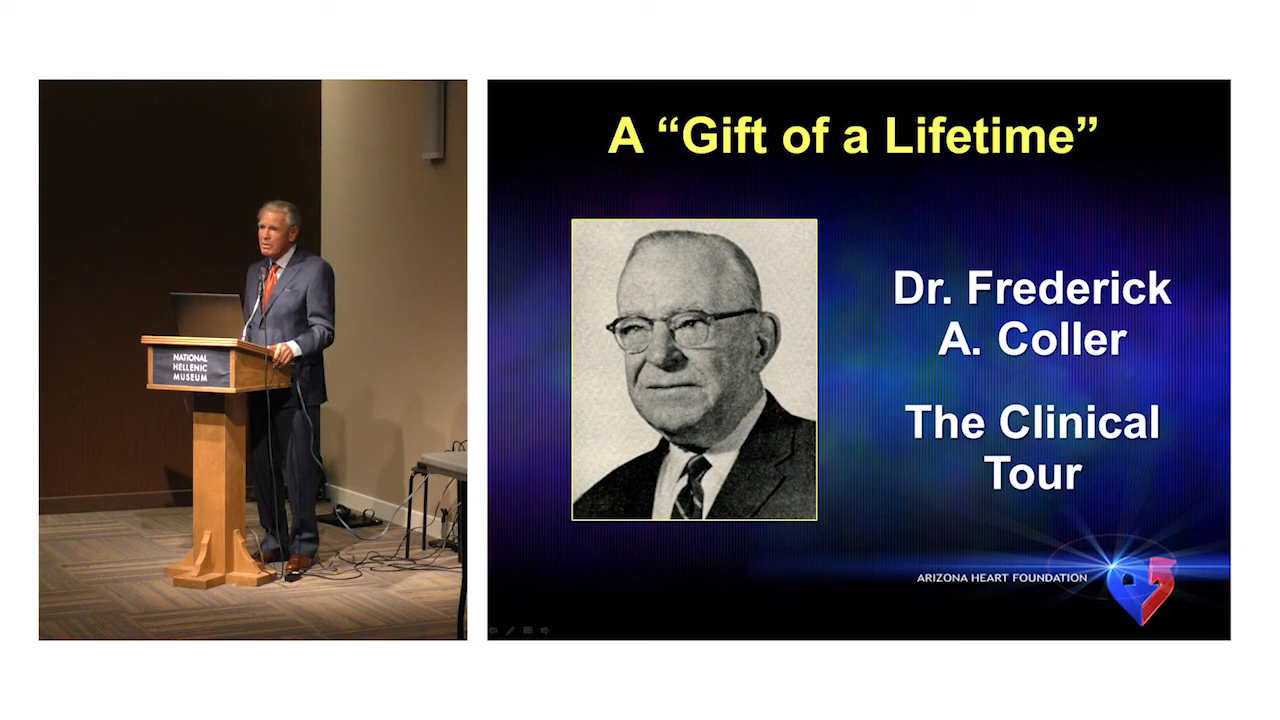 NATIONAL
HELLENIC
MUSEUM
A “Gift of a Lifetime”
Dr. Frederick
A. Coller
The Clinical
Tour
ARIZONA HEART FOUNDATION